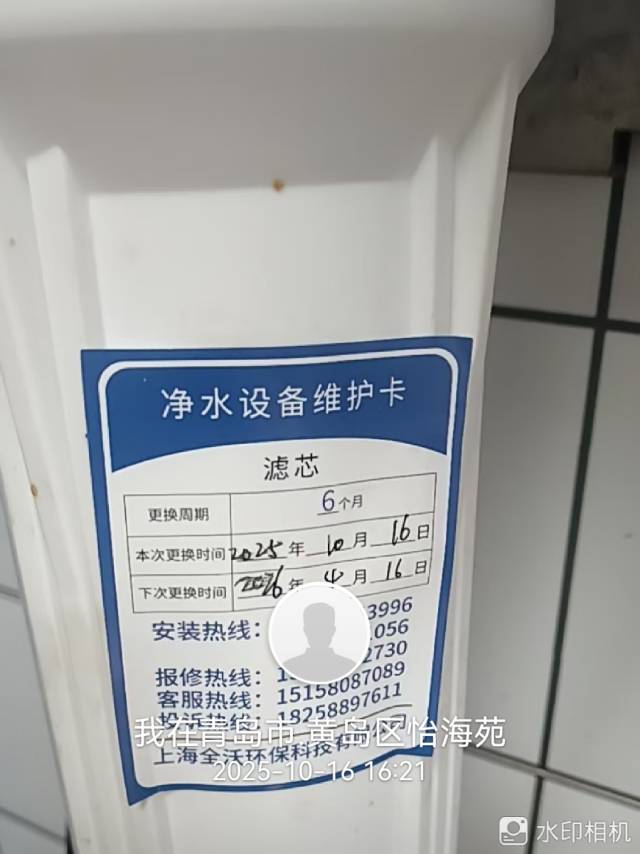 净水设备维护卡
滤芯
更换周期 6个月
本次更换时间 2025年 10月 16日
下次更换时间 2026年 4月 16日
安装热线: 3996
056
报修热线: 2730
客服热线: 15158087089
投诉热线: 18258897611
上海全沃环保科技有限公司
我在青岛市 黄岛区怡海苑
2025-10-16 16:21
水印相机